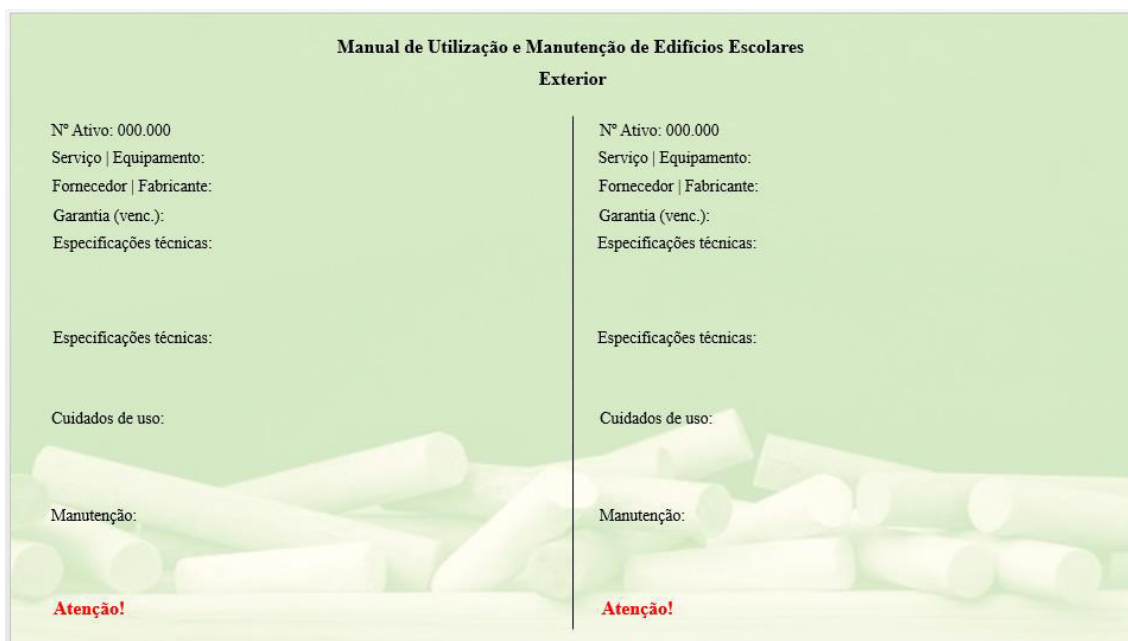 Manual de Utilização e Manutenção de Edifícios Escolares
Exterior
Nº Ativo: 000.000
Serviço | Equipamento:
Fornecedor | Fabricante:
Garantia (venc.):
Especificações técnicas:
Especificações técnicas:
Cuidados de uso:
Manutenção:
Atenção!
Nº Ativo: 000.000
Serviço | Equipamento:
Fornecedor | Fabricante:
Garantia (venc.):
Especificações técnicas:
Especificações técnicas:
Cuidados de uso:
Manutenção:
Atenção!